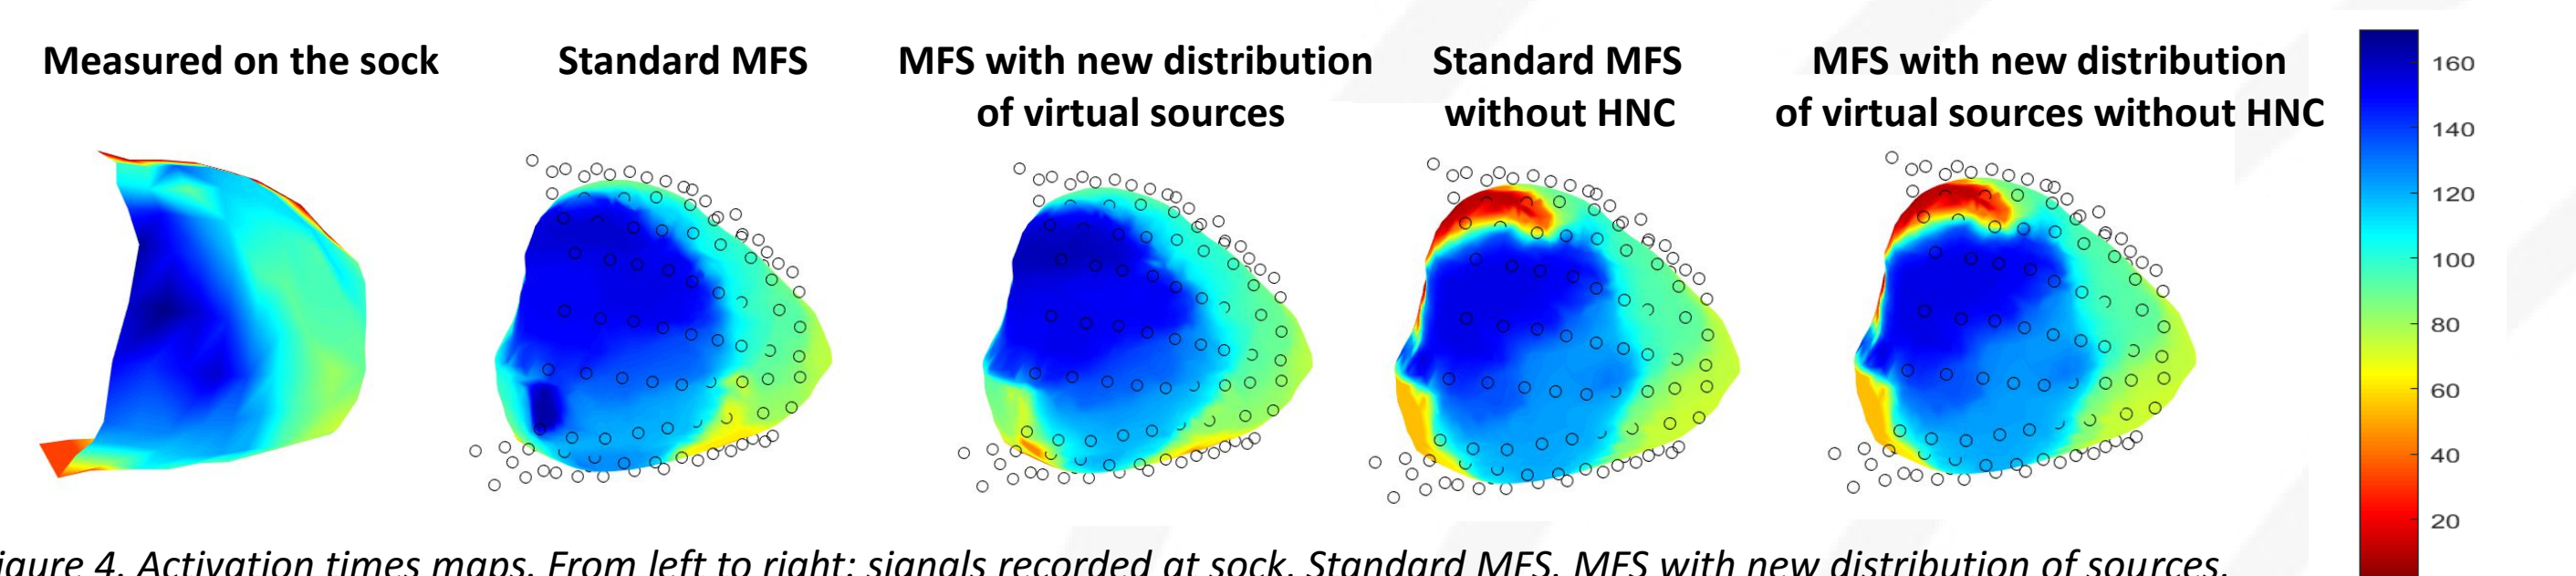 Measured on the sock
Standard MFS
MFS with new distribution
of virtual sources
Standard MFS
without HNC
MFS with new distribution
of virtual sources without HNC
160
140
120
100
80
60
40
20
igure 4. Activation times maps. From left to right: signals recorded at sock, Standard MFS, MFS with new distribution of sources,